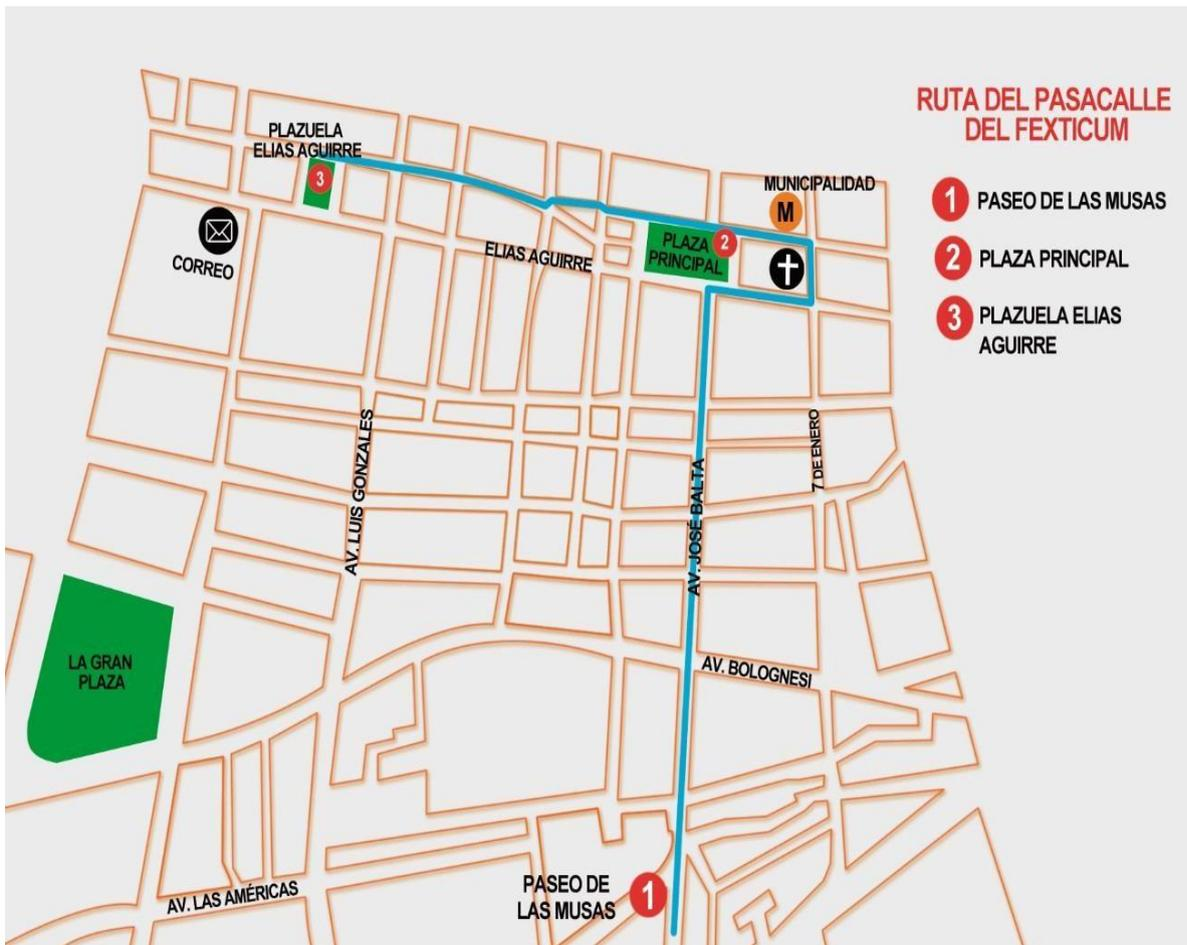 RUTA DEL PASACALLE
DEL FEXTICUM
1 PASEO DE LAS MUSAS
2 PLAZA PRINCIPAL
3 PLAZUELA ELIAS
AGUIRRE
PLAZUELA
ELIAS AGUIRRE
3
MUNICIPALIDAD
M
CORREO
ELIAS AGUIRRE
PLAZA
PRINCIPAL
2
AV. LUIS GONZALES
AV. JOSÉ BALTA
7 DE ENERO
LA GRAN
PLAZA
AV. BOLOGNESI
AV. LAS AMÉRICAS
PASEO DE
LAS MUSAS
1